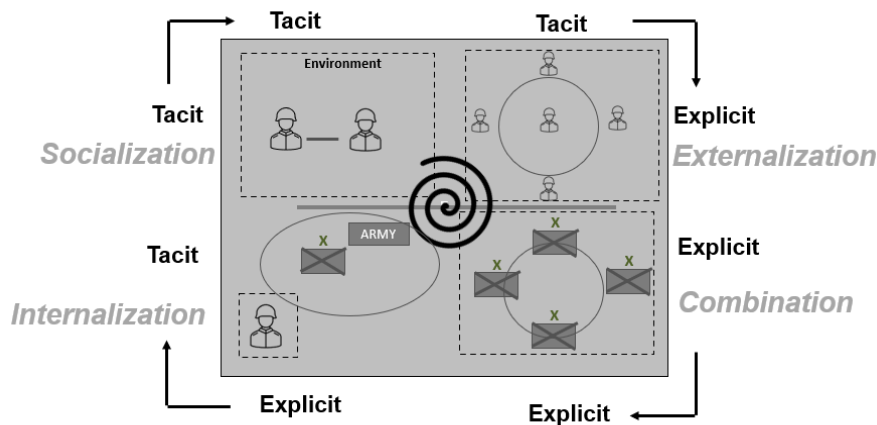 Tacit
Tacit
Environment
Tacit
Explicit
Socialization
Externalization
X
ARMY
X
Tacit
Explicit
X
X
Internalization
Combination
X
Explicit
Explicit